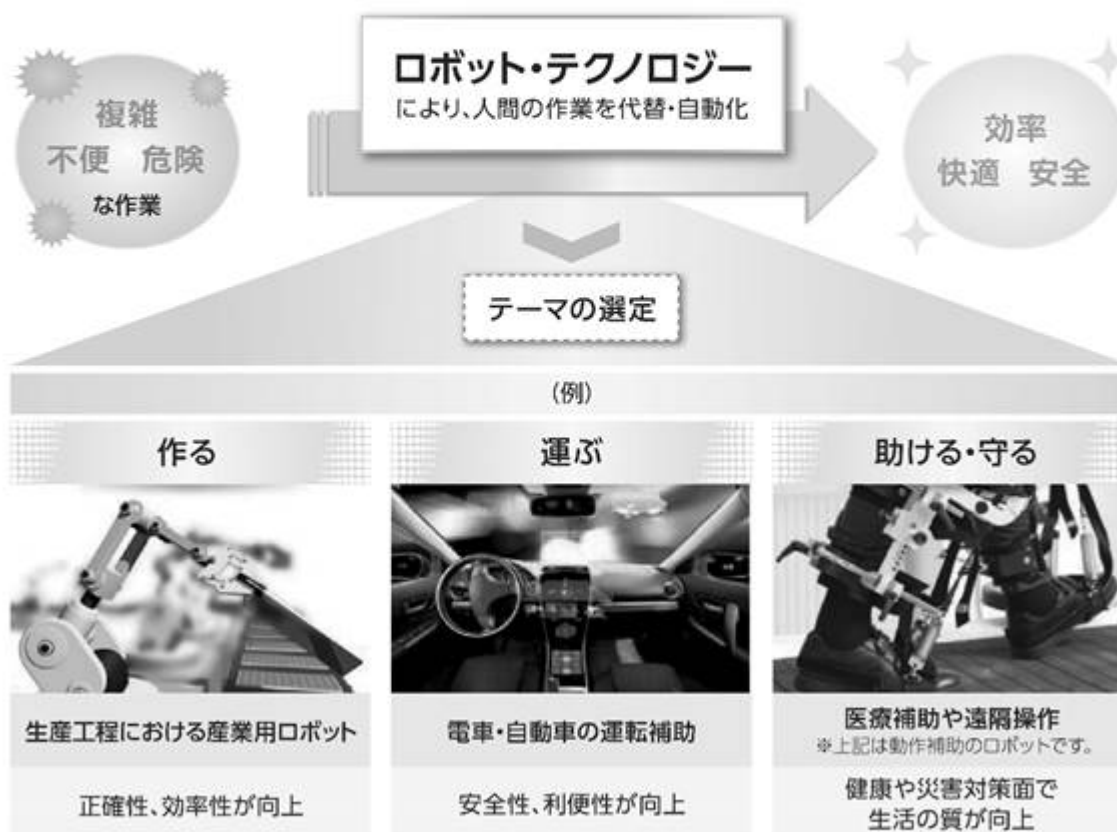 複雑
不便 危険
な作業
ロボット・テクノロジー
により、人間の作業を代替・自動化
効率
快適 安全
テーマの選定
(例)
作る
運ぶ
助ける・守る
生産工程における産業用ロボット
電車・自動車の運転補助
医療補助や遠隔操作
※上記は動作補助のロボットです。
正確性、効率性が向上
安全性、利便性が向上
健康や災害対策面で
生活の質が向上